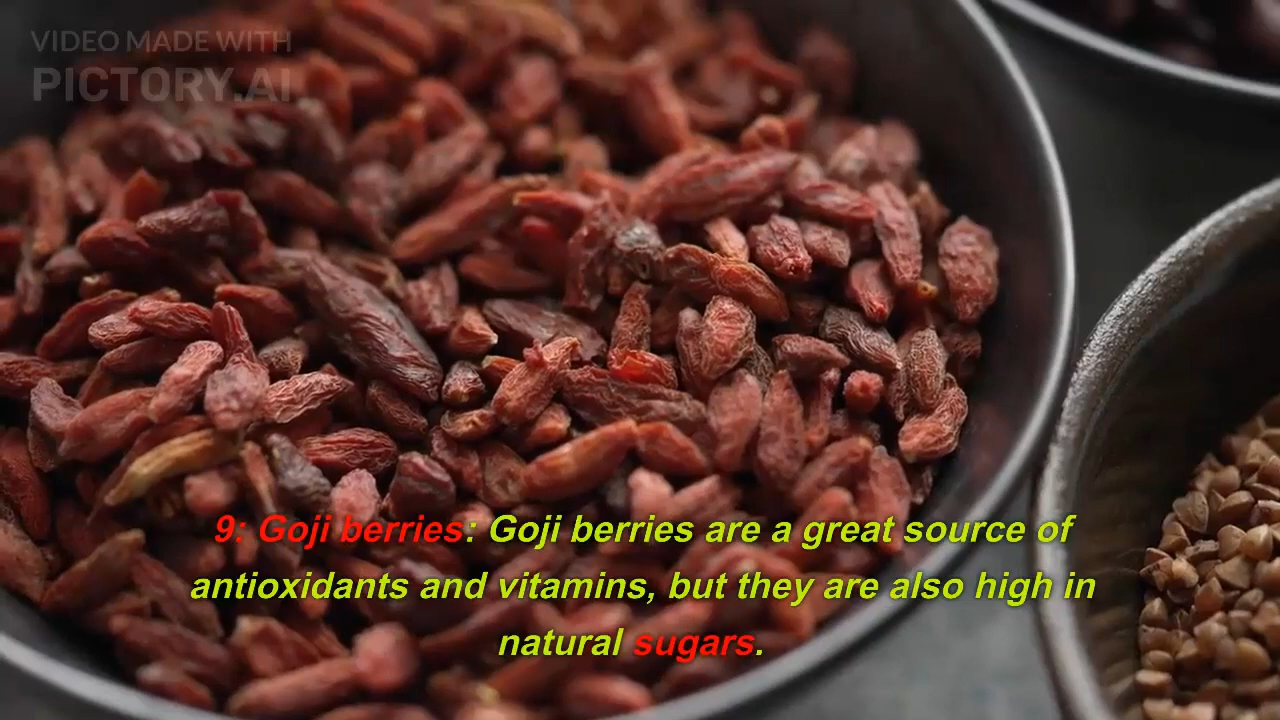 VIDEO MADE WITH
PICTORY.AI
9: Goji berries: Goji berries are a great source of
antioxidants and vitamins, but they are also high in
natural sugars.